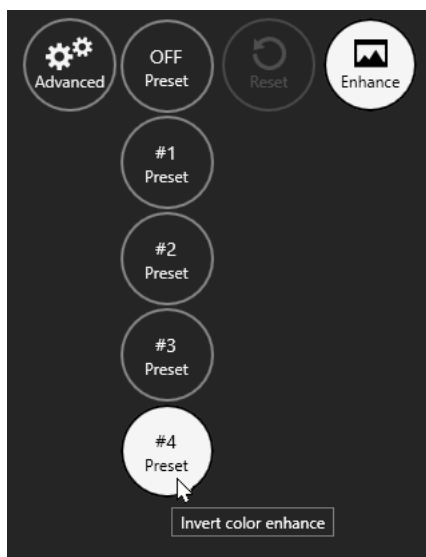 Advanced
OFF
Preset
Reset
Enhance
#1
Preset
#2
Preset
#3
Preset
#4
Preset
Invert color enhance